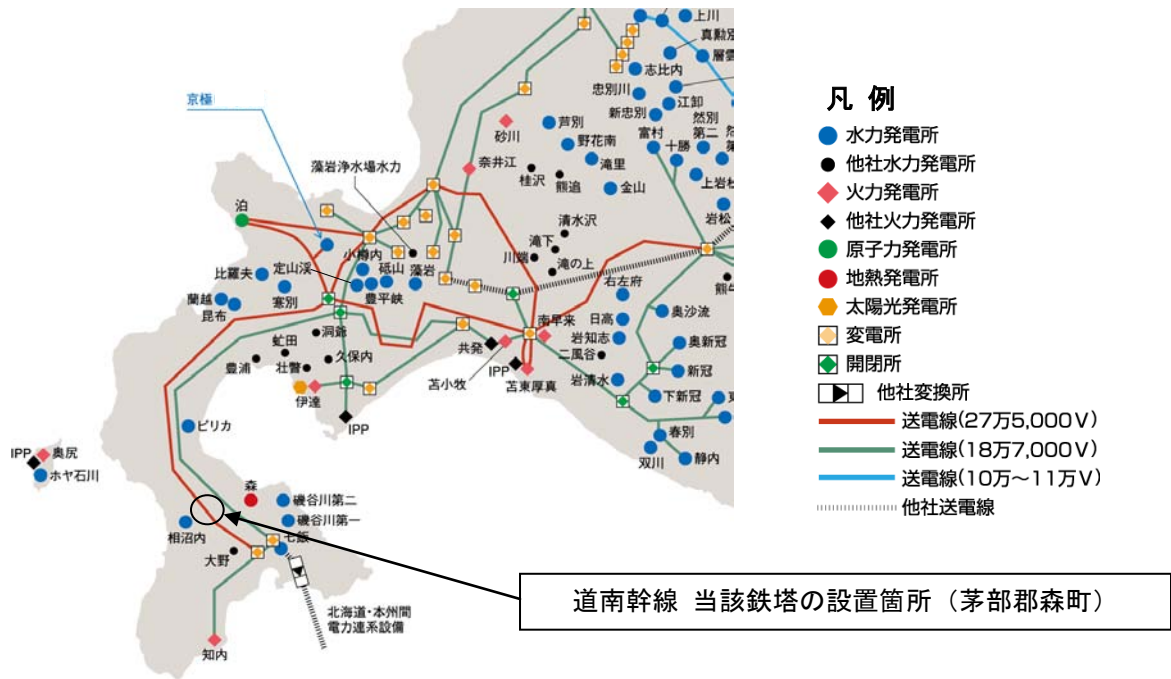 上川
真勲別
層雲
志比内
忠別川
江卸
新忠別
然別
第二
富村
十勝
京極
芦別
砂川
野花南
奈井江
滝里
藻岩浄水場水力
桂沢
熊追
金山
上岩松
岩松
泊
清水沢
滝下
小樽内
川端
滝の上
定山渓
砥山
藻岩
比羅夫
右左府
熊牛
蘭越
寒別
豊平峡
昆布
奥沙流
南早来
日高
洞爺
岩知志
奥新冠
虻田
共発
二風谷
久保内
IPP
豊浦
壮瞥
苫小牧
苫東厚真
岩清水
新冠
下新冠
伊達
IPP
ピリカ
春別
双川
静内
IPP
奥尻
ホヤ石川
森
磯谷川第二
磯谷川第一
相沼内
七飯
大野
北海道・本州間
電力連系設備
知内
道南幹線 当該鉄塔の設置箇所（茅部郡森町）
凡 例
水力発電所
他社水力発電所
火力発電所
他社火力発電所
原子力発電所
地熱発電所
太陽光発電所
変電所
開閉所
他社変換所
送電線(27万5,000V)
送電線(18万7,000V)
送電線(10万～11万V)
他社送電線